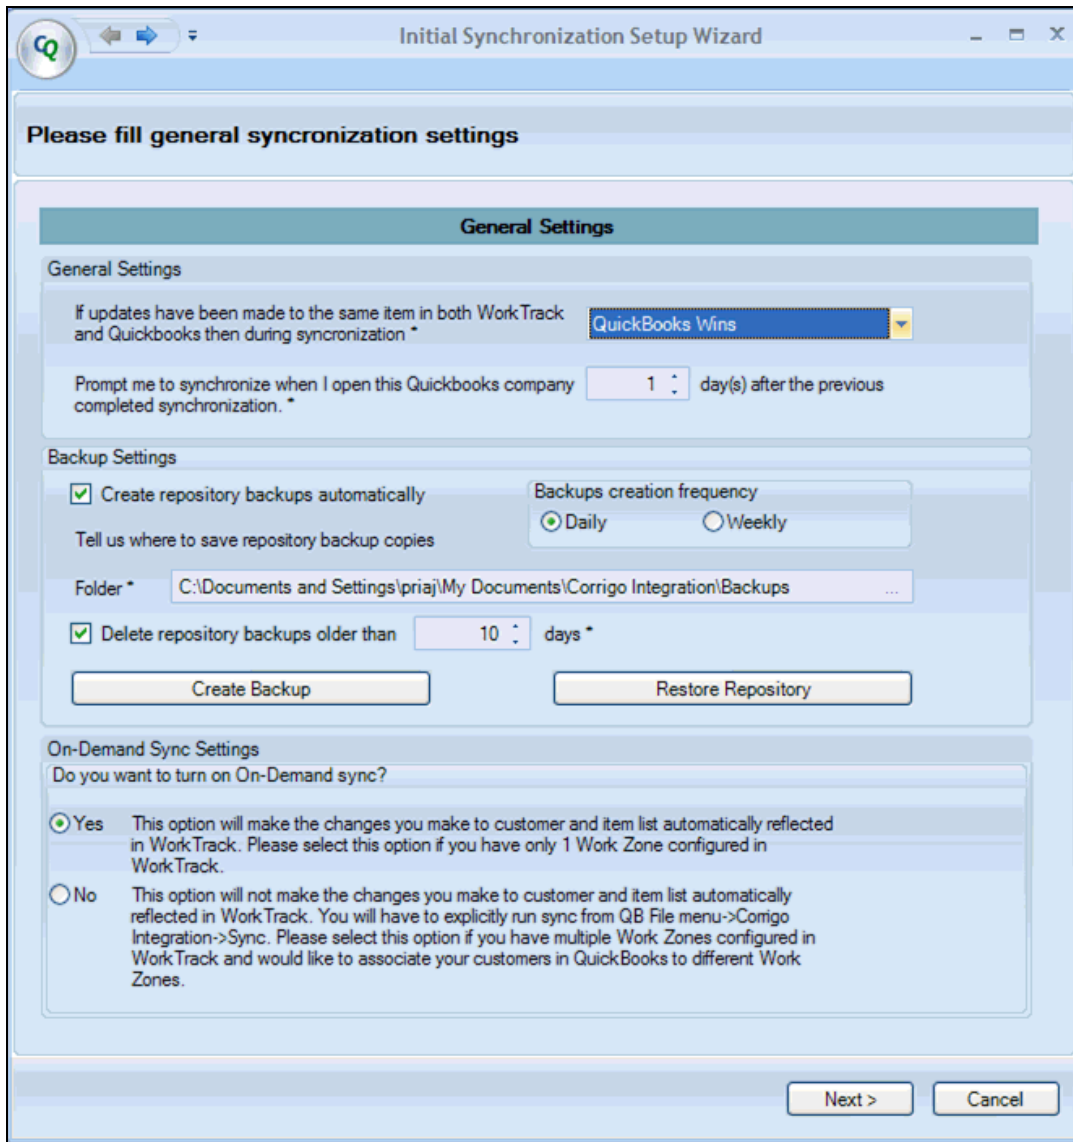 CQ
Initial Synchronization Setup Wizard
Please fill general syncronization settings
General Settings
General Settings
If updates have been made to the same item in both WorkTrack
and Quickbooks then during syncronization *
QuickBooks Wins
Prompt me to synchronize when I open this Quickbooks company
completed synchronization. *
1
day(s) after the previous
Backup Settings
Create repository backups automatically
Backups creation frequency
Daily
Weekly
Tell us where to save repository backup copies
Folder *
C:\Documents and Settings\priaj\My Documents\Corrigo Integration\Backups
...
Delete repository backups older than
10
days *
Create Backup
Restore Repository
On-Demand Sync Settings
Do you want to turn on On-Demand sync?
Yes
This option will make the changes you make to customer and item list automatically reflected
in WorkTrack. Please select this option if you have only 1 Work Zone configured in
WorkTrack.
No
This option will not make the changes you make to customer and item list automatically
reflected in WorkTrack. You will have to explicitly run sync from QB File menu->Corrigo
Integration->Sync. Please select this option if you have multiple Work Zones configured in
WorkTrack and would like to associate your customers in QuickBooks to different Work
Zones.
Next >
Cancel